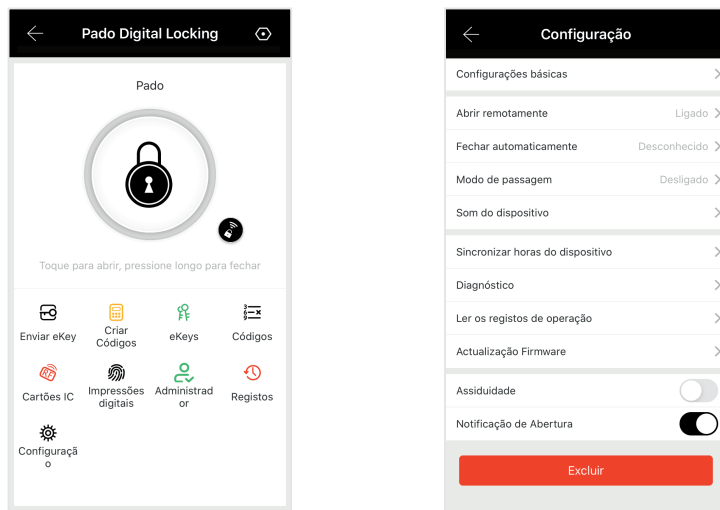 Pado Digital Locking
Pado
Toque para abrir, pressione longo para fechar
Enviar eKey
Criar
Códigos
eKeys
Códigos
RF
Cartões IC
Impressões
digitais
Administrad
or
Registos
Configuraçã
o
Configuração
Configurações básicas
Abrir remotamente Ligado
Fechar automaticamente Desconhecido
Modo de passagem Desligado
Som do dispositivo
Sincronizar horas do dispositivo
Diagnóstico
Ler os registos de operação
Actualização Firmware
Assiduidade
Notificação de Abertura
Excluir